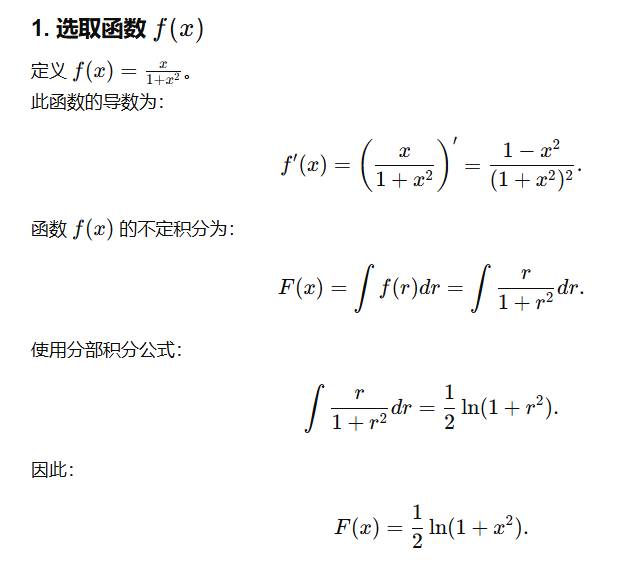 1. 选取函数 f(x)
定义 f(x) = \frac{x}{1+x^2}。
此函数的导数为：
f'(x) = \left(\frac{x}{1+x^2}\right)' = \frac{1-x^2}{(1+x^2)^2}.
函数 f(x) 的不定积分为：
F(x) = \int f(r)dr = \int \frac{r}{1+r^2}dr.
使用分部积分公式：
\int \frac{r}{1+r^2}dr = \frac{1}{2}\ln(1+r^2).
因此：
F(x) = \frac{1}{2}\ln(1+x^2).